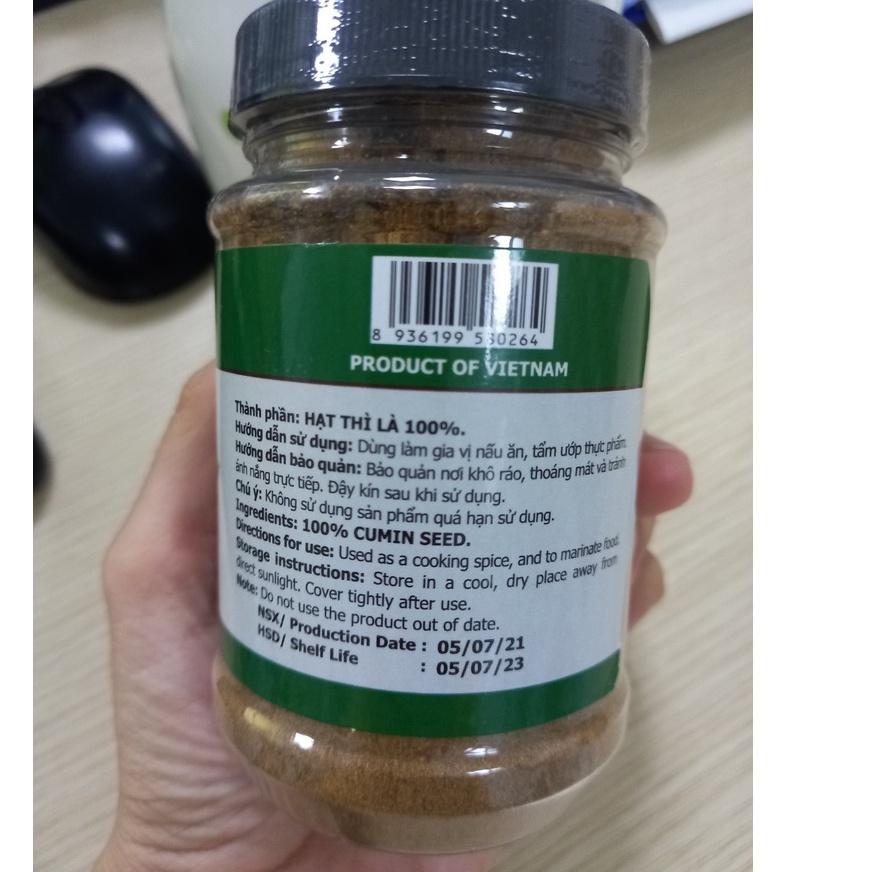 8 936199 580264
PRODUCT OF VIETNAM
Thành phần: HẠT THÌ LÀ 100%.
Hướng dẫn sử dụng: Dùng làm gia vị nấu ăn, tẩm ướp thực phẩm.
Hướng dẫn bảo quản: Bảo quản nơi khô ráo, thoáng mát và tránh
ánh nắng trực tiếp. Đậy kín sau khi sử dụng.
Chú ý: Không sử dụng sản phẩm quá hạn sử dụng.
Ingredients: 100% CUMIN SEED.
Directions for use: Used as a cooking spice, and to marinate food.
Storage instructions: Store in a cool, dry place away from
direct sunlight. Cover tightly after use.
Note: Do not use the product out of date.
NSX/ Production Date : 05/07/21
HSD/ Shelf Life : 05/07/23